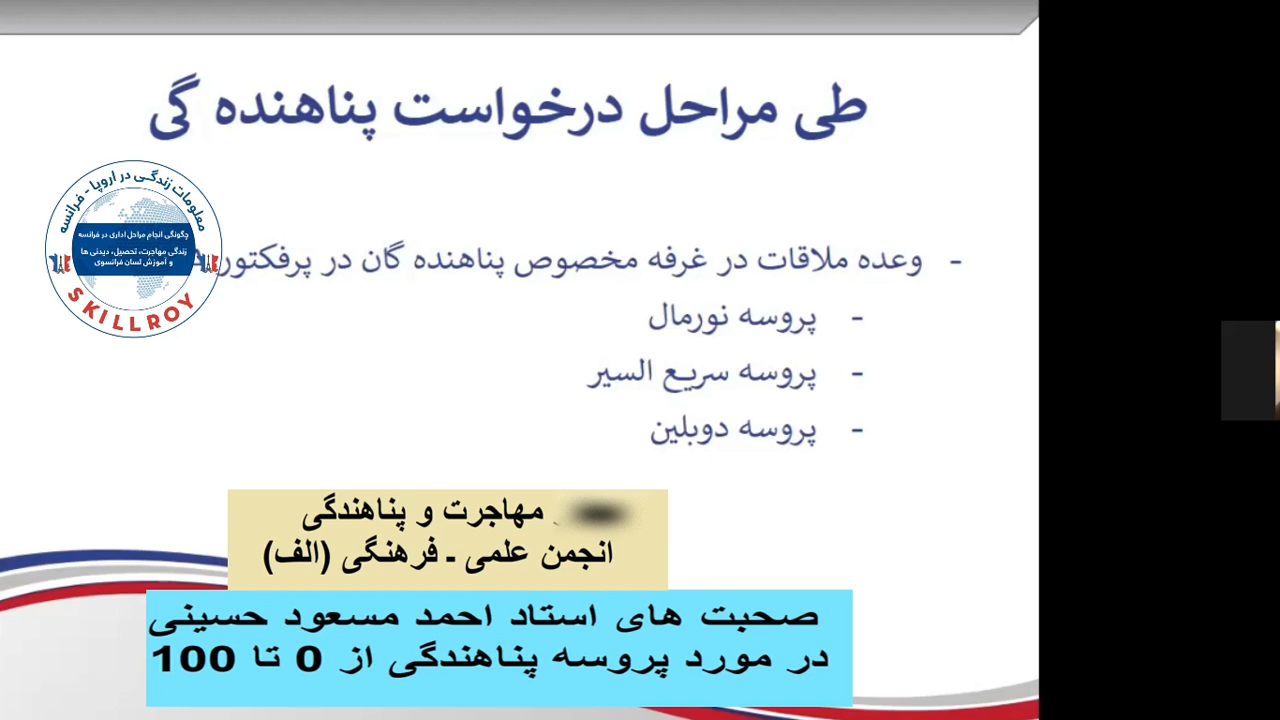 طی مراحل درخواست پناهنده گی
معلومات زندگی در اروپا - فرانسه
چگونگی انجام مراحل اداری در فرانسه
زندگی مهاجرت، تحصیل، دیدنی ها
و آموزش لسان فرانسوی
SKILLROY
- وعده ملاقات در غرفه مخصوص پناهنده گان در پرفکتور
- پروسه نورمال
- پروسه سریع السیر
- پروسه دوبلین
مهاجرت و پناهندگی
انجمن علمی ـ فرهنگی (الف)
صحبت های استاد احمد مسعود حسینی
در مورد پروسه پناهندگی از 0 تا 100